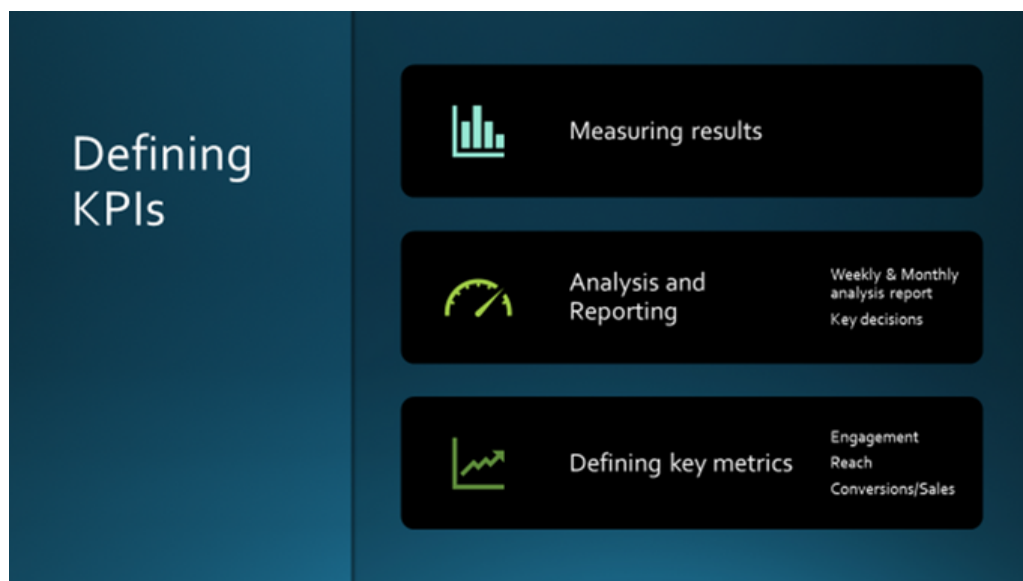 Defining
KPIs
Measuring results
Analysis and
Reporting
Weekly & Monthly
analysis report
Key decisions
Defining key metrics
Engagement
Reach
Conversions/Sales